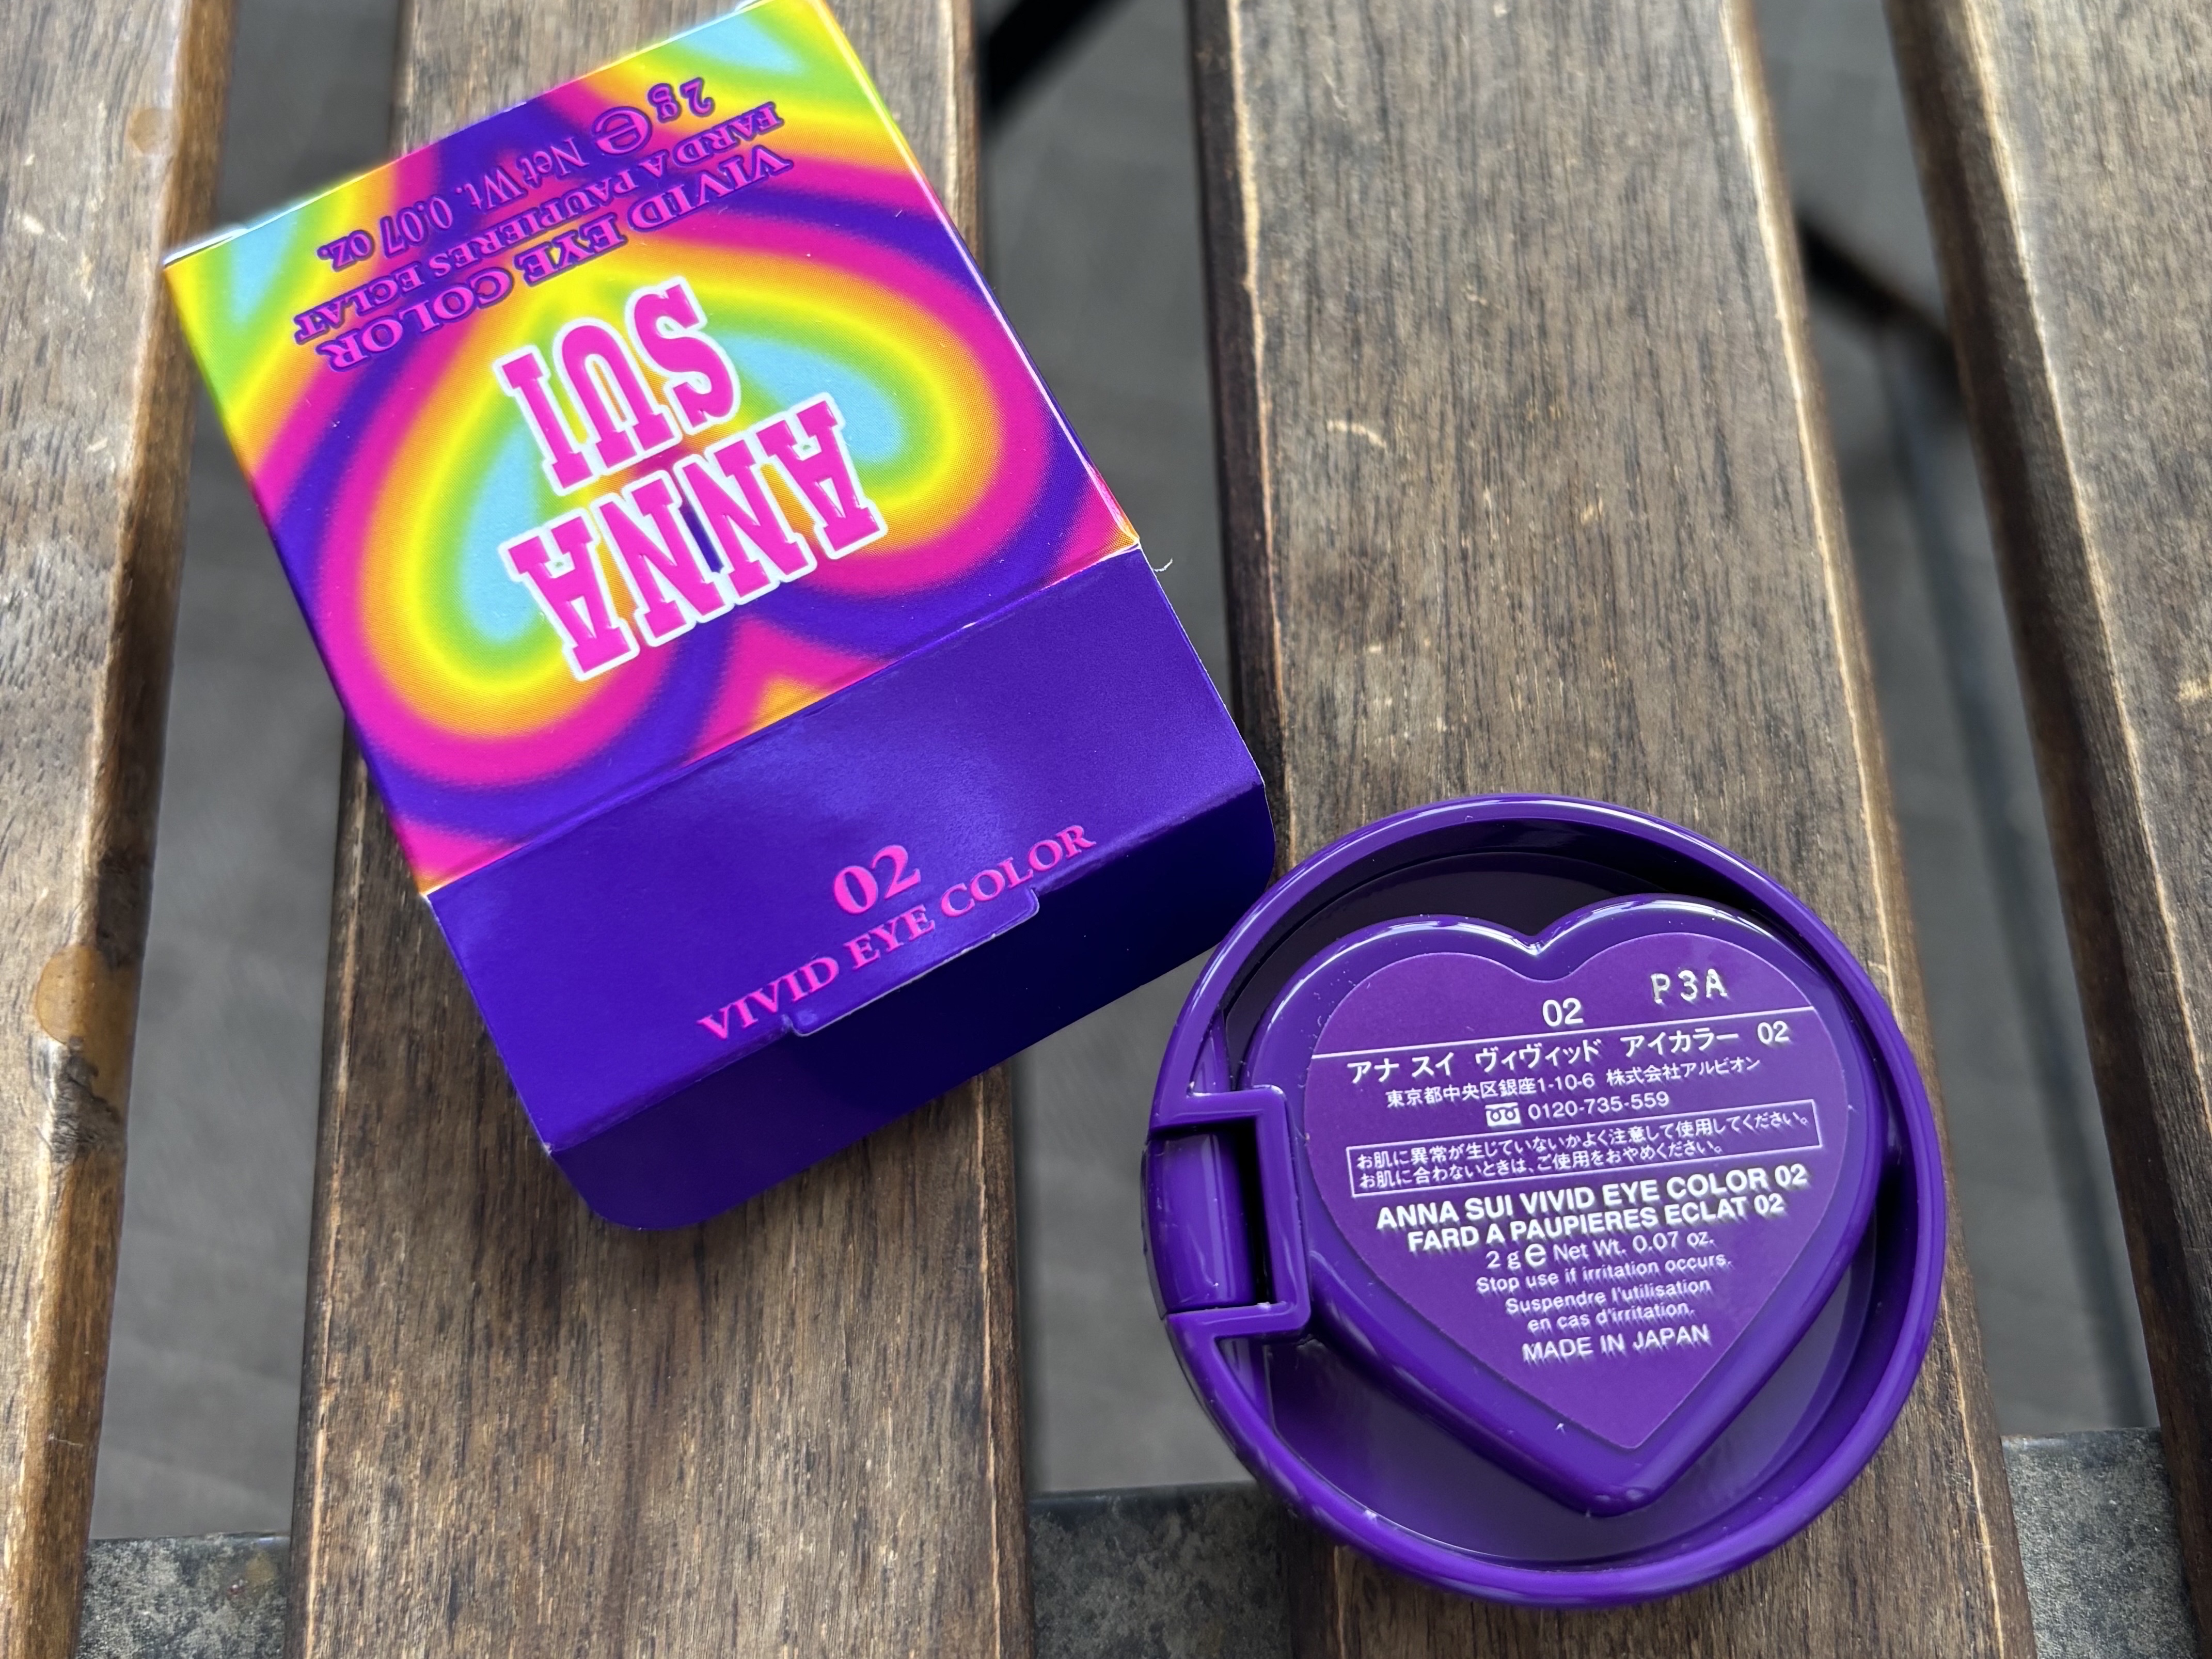 ANNA
SUI
VIVID EYE COLOR
FARD A PAUPIERES ECLAT
2g e Net Wt. 0.07 oz.
02
VIVID EYE COLOR
02 P3A
アナ スイ ヴィヴィッド アイカラー 02
東京都中央区銀座1-10-6 株式会社アルビオン
0120-735-559
お肌に異常が生じていないかよく注意して使用してください。
お肌に合わないときは、ご使用をおやめください。
ANNA SUI VIVID EYE COLOR 02
FARD A PAUPIERES ECLAT 02
2 g e Net Wt. 0.07 oz.
Stop use if irritation occurs.
Suspendre l'utilisation
en cas d'irritation.
MADE IN JAPAN